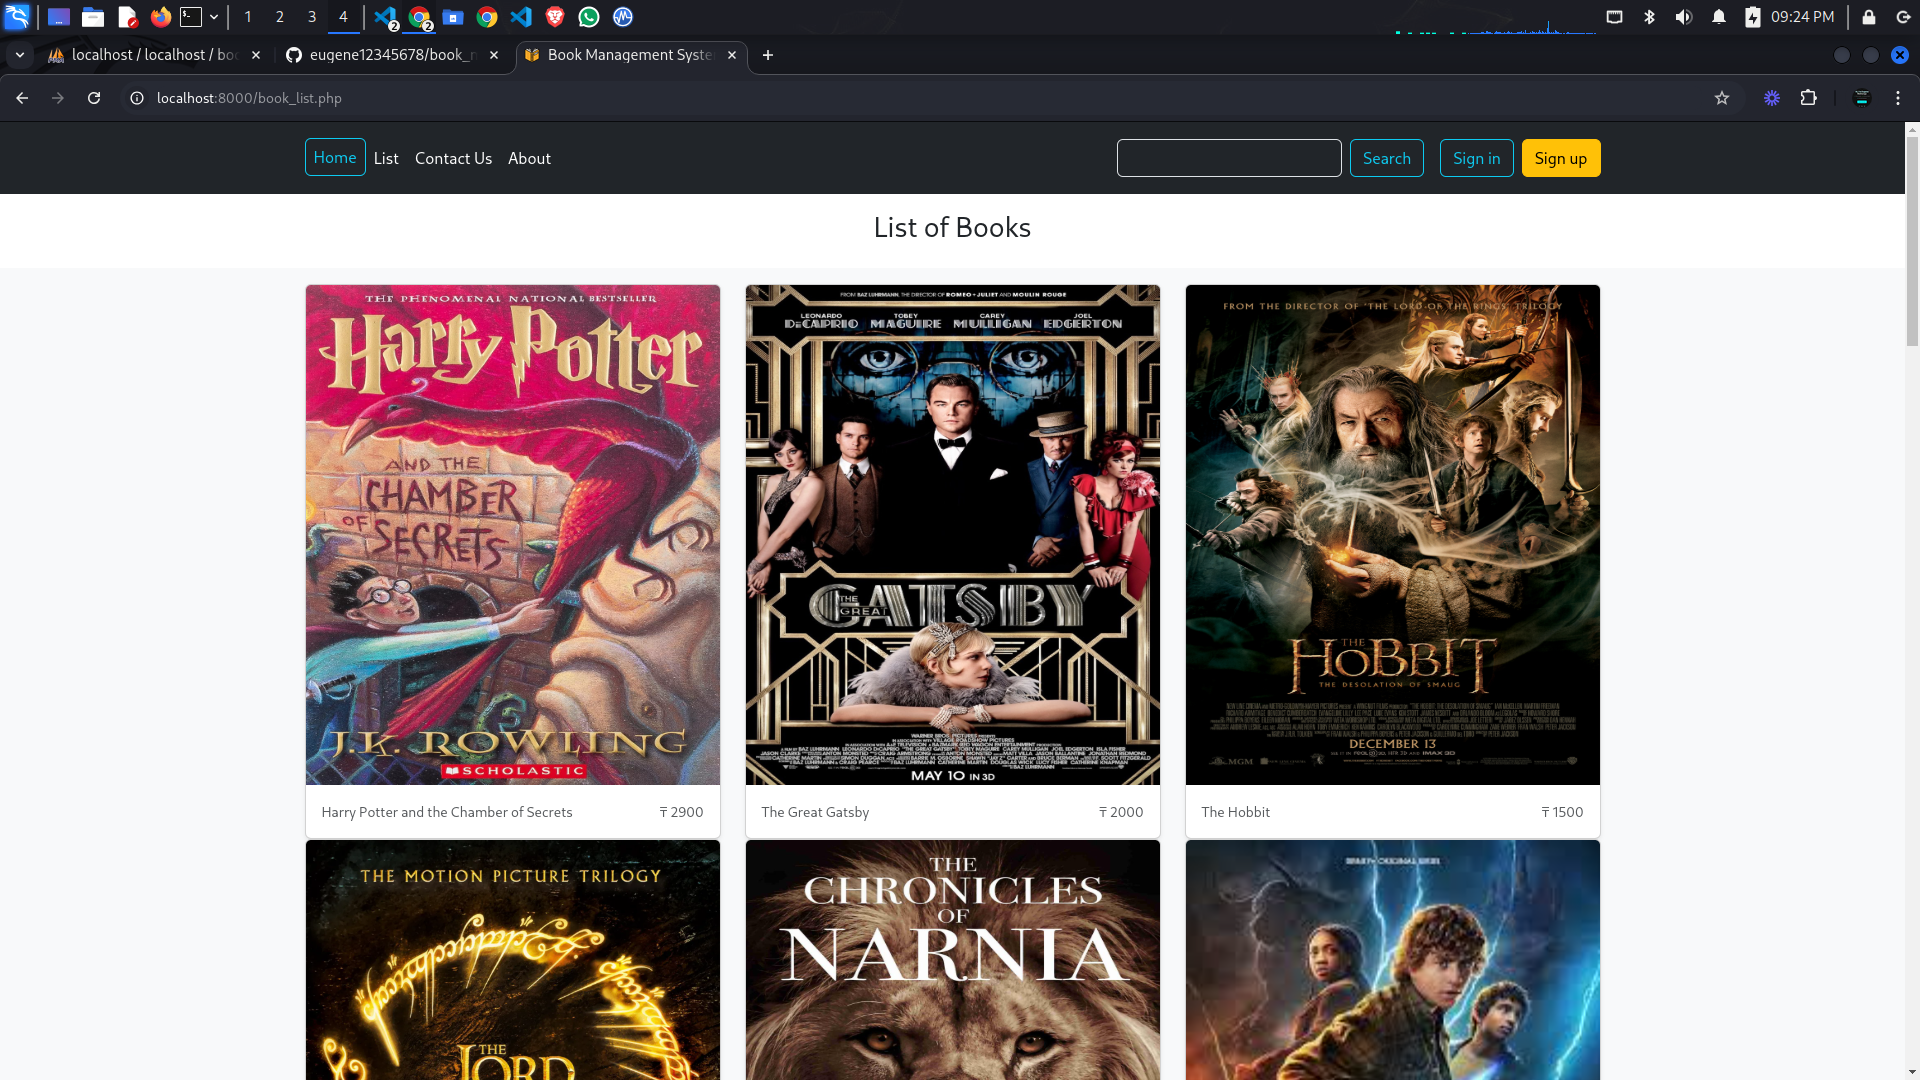 1 2 3 4 2 2 09:24 PM
localhost / localhost / boo
eugene12345678/book_m
Book Management Syste
localhost:8000/book_list.php
Home List Contact Us About Search Sign in Sign up
List of Books
THE PHENOMENAL NATIONAL BESTSELLER
Harry Potter
AND THE
CHAMBER
OF
SECRETS
J.K. ROWLING
SCHOLASTIC
Harry Potter and the Chamber of Secrets ₸ 2900
FROM BAZ LUHRMANN, THE DIRECTOR OF ROMEO + JULIET AND MOULIN ROUGE
LEONARDO TOBEY CAREY JOEL
DiCAPRIO MAGUIRE MULLIGAN EDGERTON
THE GREAT
GATSBY
MAY 10 IN 3D
The Great Gatsby ₸ 2000
FROM THE DIRECTOR OF "THE LORD OF THE RINGS" TRILOGY
THE
HOBBIT
THE DESOLATION OF SMAUG
DECEMBER 13
The Hobbit ₸ 1500
THE MOTION PICTURE TRILOGY
THE
LORD
THE
CHRONICLES
OF
NARNIA